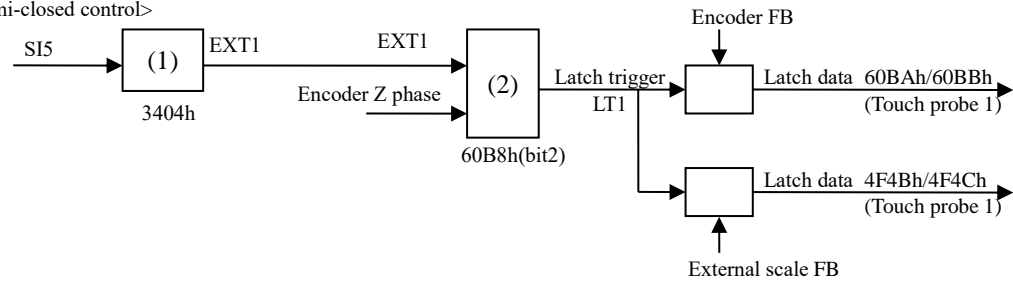 ni-closed control>
Encoder FB
SI5
(1)
EXT1
EXT1
3404h
Encoder Z phase
(2)
60B8h(bit2)
Latch trigger
LT1
Latch data 60BAh/60BBh
(Touch probe 1)
Latch data 4F4Bh/4F4Ch
(Touch probe 1)
External scale FB